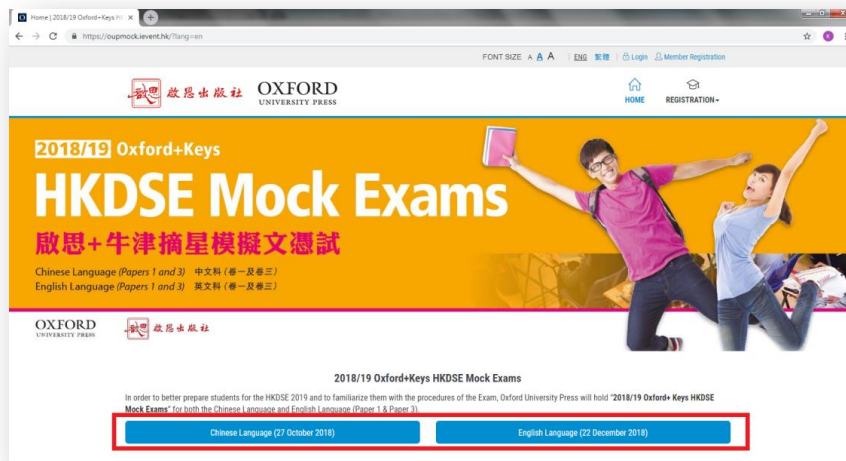 Home | 2018/19 Oxford+Keys H
https://oupmock.ievent.hk/?lang=en
FONT SIZE A A A | ENG 繁體 | Login Member Registration
啟思出版社 OXFORD
UNIVERSITY PRESS
HOME REGISTRATION
2018/19 Oxford+Keys
HKDSE Mock Exams
啟思+牛津摘星模擬文憑試
Chinese Language (Papers 1 and 3) 中文科 (卷一及卷三)
English Language (Papers 1 and 3) 英文科 (卷一及卷三)
OXFORD
UNIVERSITY PRESS
啟思出版社
2018/19 Oxford+Keys HKDSE Mock Exams
In order to better prepare students for the HKDSE 2019 and to familiarize them with the procedures of the Exam, Oxford University Press will hold "2018/19 Oxford+ Keys HKDSE
Mock Exams" for both the Chinese Language and English Language (Paper 1 & Paper 3).
Chinese Language (27 October 2018) English Language (22 December 2018)